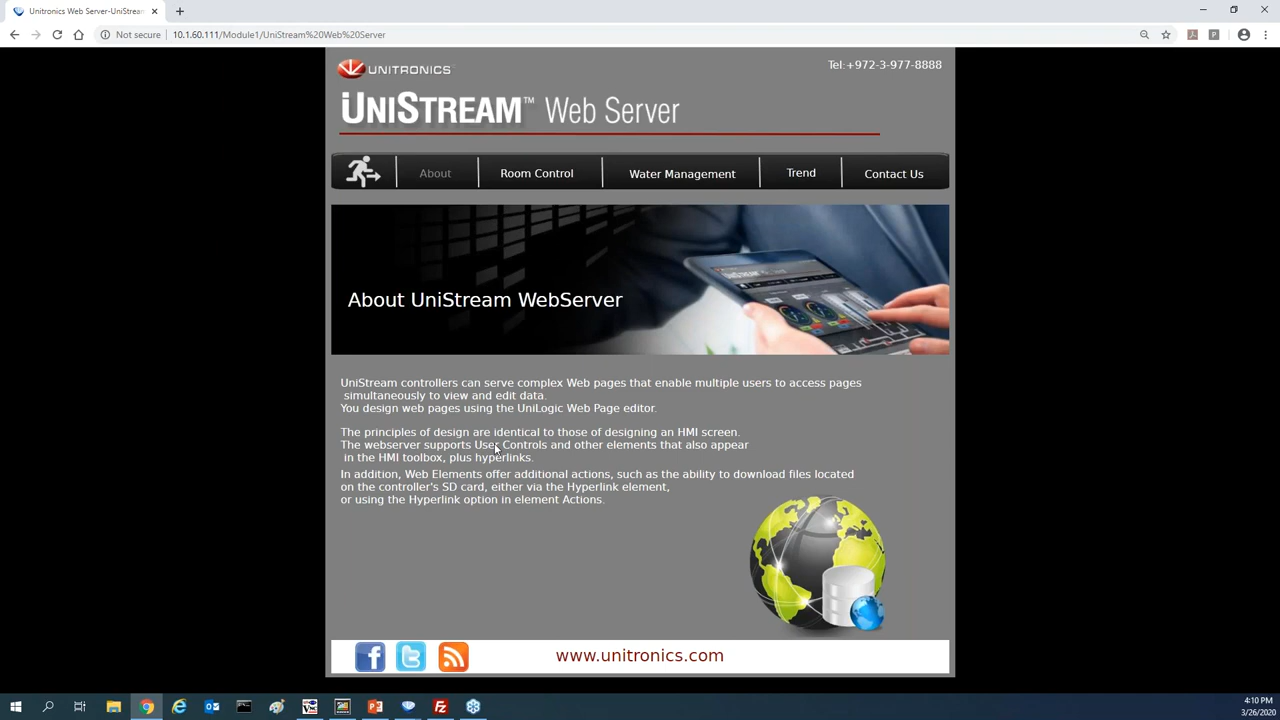 Unitronics Web Server-UniStream
Not secure
10.1.60.111/Module1/UniStream%20Web%20Server
UNITRONICS
Tel:+972-3-977-8888
UNISTREAM™ Web Server
About
Room Control
Water Management
Trend
Contact Us
About UniStream WebServer
UniStream controllers can serve complex Web pages that enable multiple users to access pages
simultaneously to view and edit data.
You design web pages using the UniLogic Web Page editor.
The principles of design are identical to those of designing an HMI screen.
The webserver supports User Controls and other elements that also appear
in the HMI toolbox, plus hyperlinks.
In addition, Web Elements offer additional actions, such as the ability to download files located
on the controller's SD card, either via the Hyperlink element,
or using the Hyperlink option in element Actions.
www.unitronics.com
4:10 PM
3/26/2020